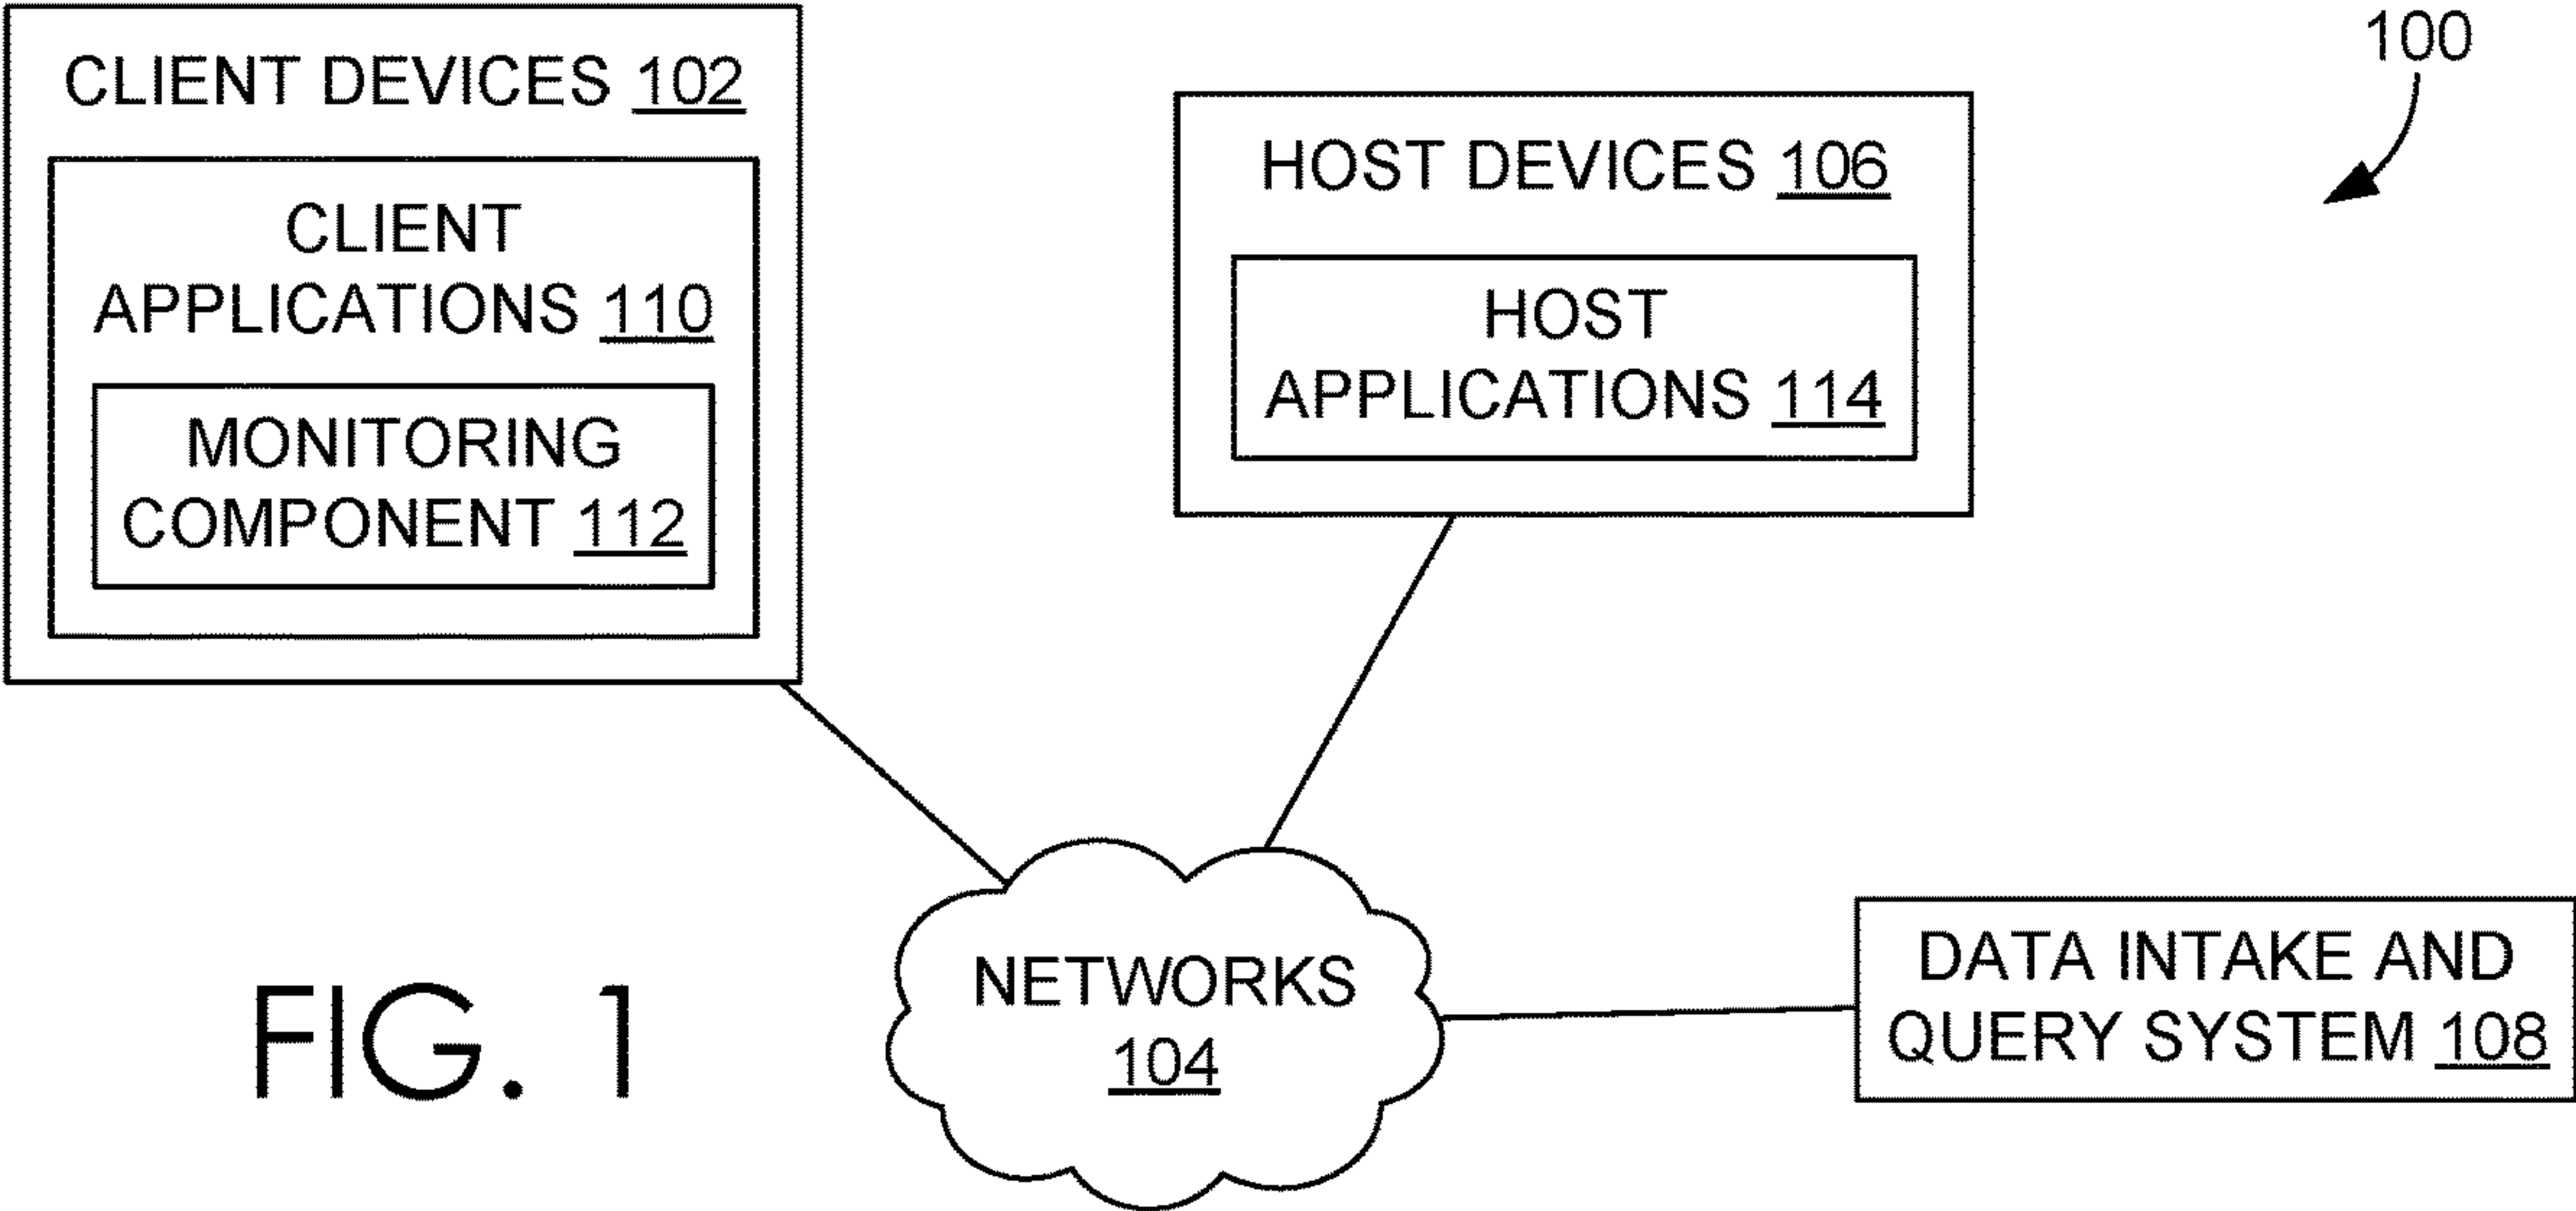 CLIENT DEVICES 102
CLIENT
APPLICATIONS 110
MONITORING
COMPONENT 112
HOST DEVICES 106
HOST
APPLICATIONS 114
100
NETWORKS
104
DATA INTAKE AND
QUERY SYSTEM 108
FIG. 1